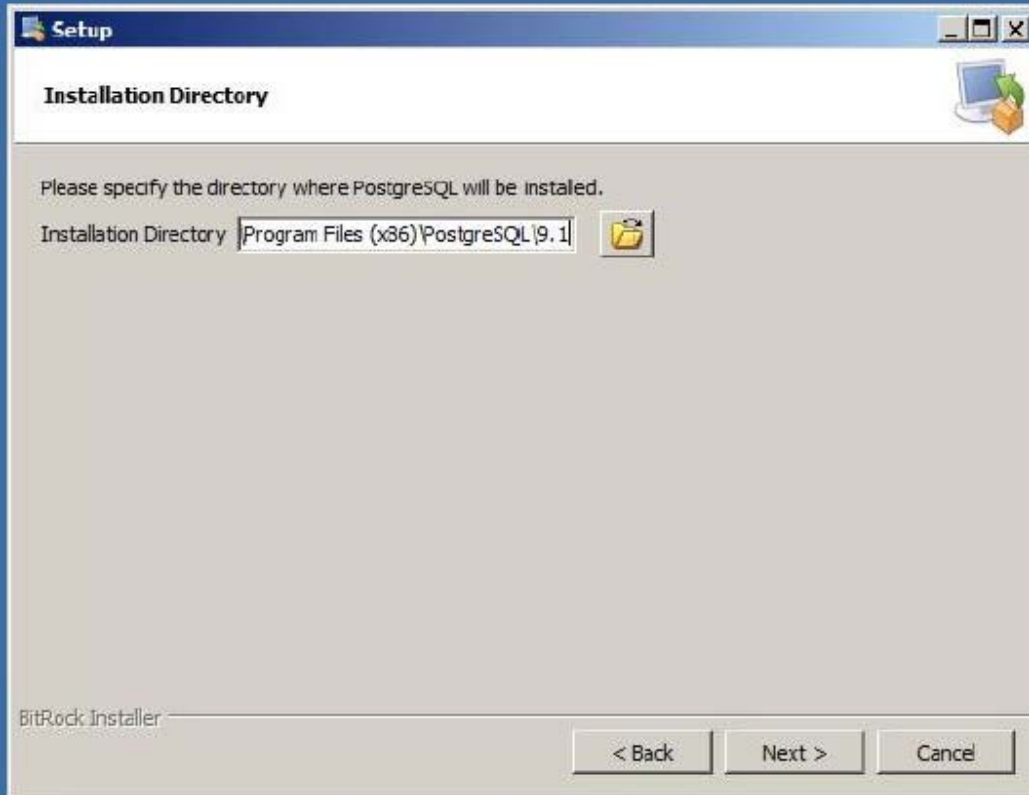 Setup
Installation Directory
Please specify the directory where PostgreSQL will be installed.
Installation Directory Program Files (x86)\PostgreSQL\9.1
BitRock Installer
< Back Next > Cancel